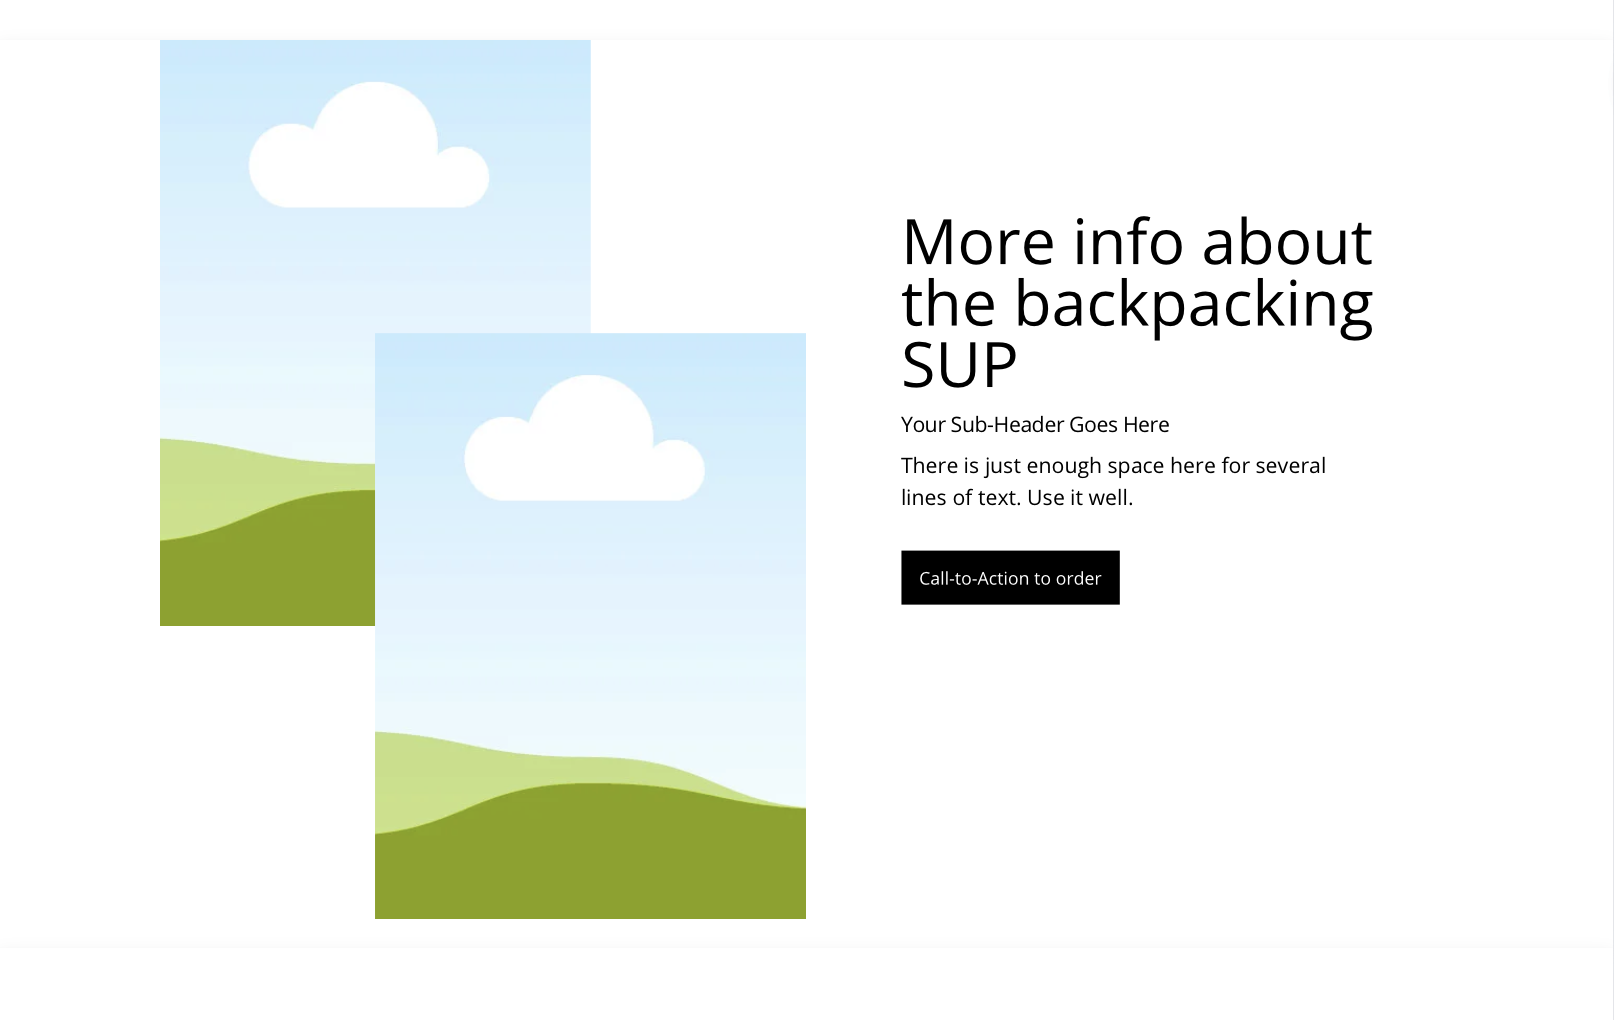 More info about
the backpacking
SUP
Your Sub-Header Goes Here
There is just enough space here for several
lines of text. Use it well.
Call-to-Action to order